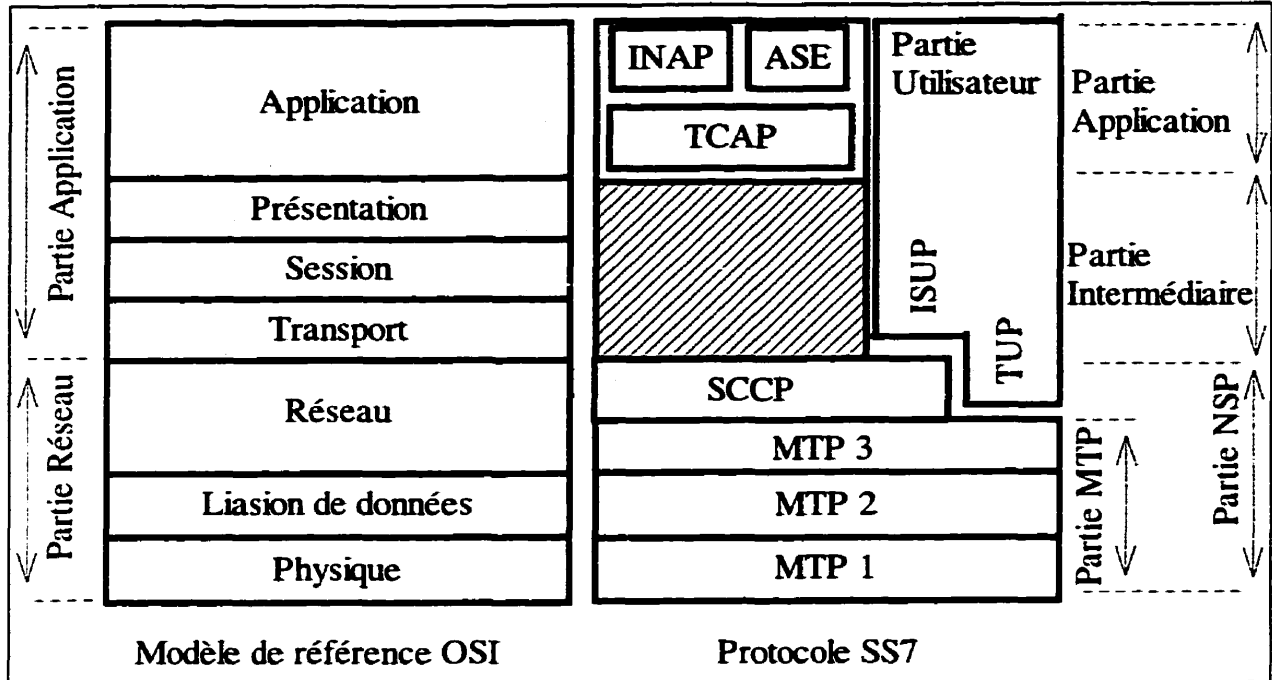 Partie Application
Partie Réseau
Application
Présentation
Session
Transport
Réseau
Liasion de données
Physique
Modèle de référence OSI
INAP
ASE
TCAP
SCCP
MTP 3
MTP 2
MTP 1
Partie
Utilisateur
ISUP
TUP
Protocole SS7
Partie
Application
Partie
Intermédiaire
Partie MTP
Partie NSP